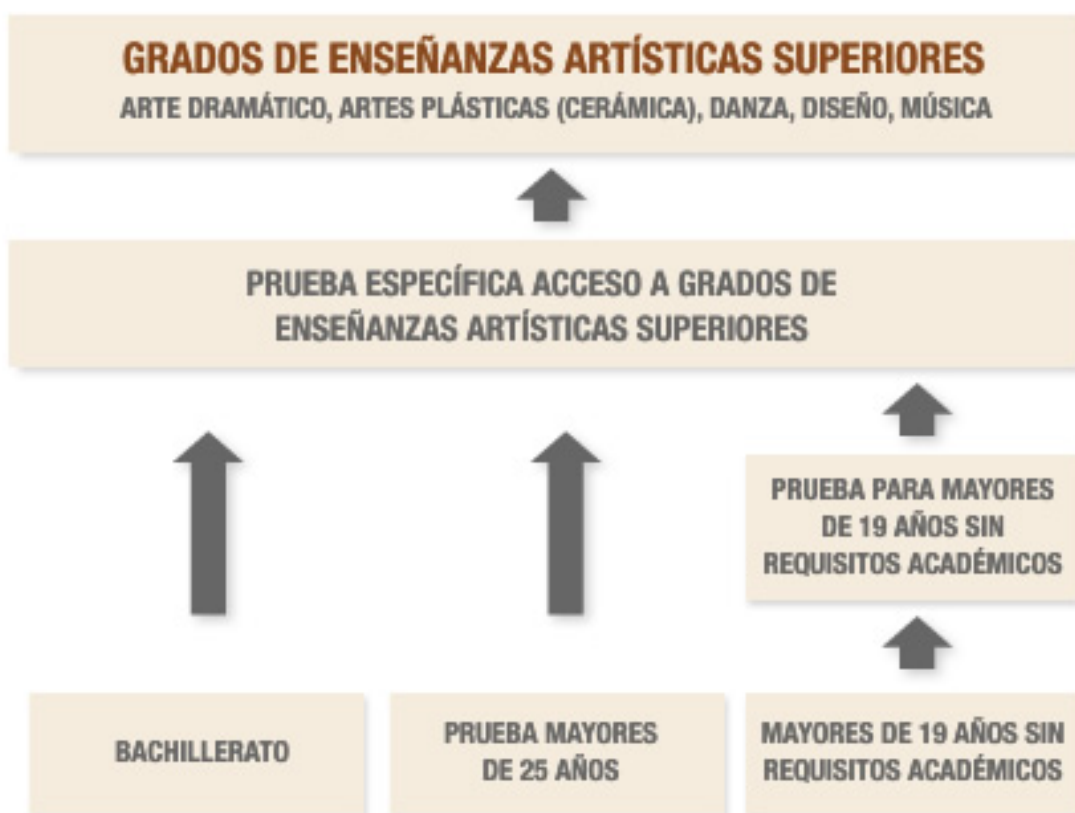 GRADOS DE ENSEÑANZAS ARTÍSTICAS SUPERIORES
ARTE DRAMÁTICO, ARTES PLÁSTICAS (CERÁMICA), DANZA, DISEÑO, MÚSICA
PRUEBA ESPECÍFICA ACCESO A GRADOS DE
ENSEÑANZAS ARTÍSTICAS SUPERIORES
PRUEBA PARA MAYORES
DE 19 AÑOS SIN
REQUISITOS ACADÉMICOS
BACHILLERATO
PRUEBA MAYORES
DE 25 AÑOS
MAYORES DE 19 AÑOS SIN
REQUISITOS ACADÉMICOS